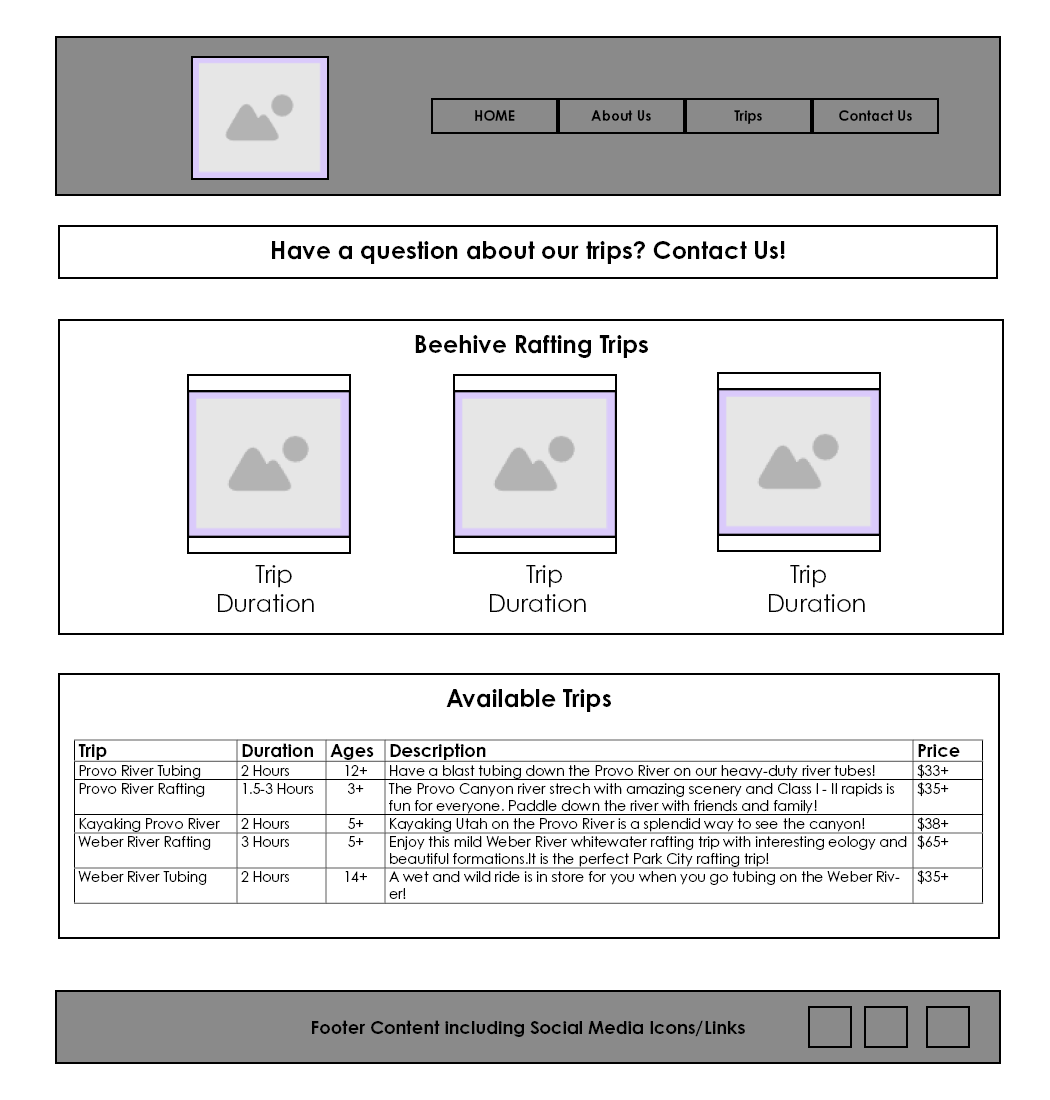 HOME About Us Trips Contact Us
Have a question about our trips? Contact Us!
Beehive Rafting Trips
Trip Trip Trip
Duration Duration Duration
Available Trips
Trip Duration Ages Description Price
Provo River Tubing 2 Hours 12+ Have a blast tubing down the Provo River on our heavy-duty river tubes! $33+
Provo River Rafting 1.5-3 Hours 3+ The Provo Canyon river strech with amazing scenery and Class I - II rapids is $35+
fun for everyone. Paddle down the river with friends and family!
Kayaking Provo River 2 Hours 5+ Kayaking Utah on the Provo River is a splendid way to see the canyon! $38+
Weber River Rafting 3 Hours 5+ Enjoy this mild Weber River whitewater rafting trip with interesting eology and $65+
beautiful formations.It is the perfect Park City rafting trip!
Weber River Tubing 2 Hours 14+ A wet and wild ride is in store for you when you go tubing on the Weber Riv- $35+
er!
Footer Content including Social Media Icons/Links